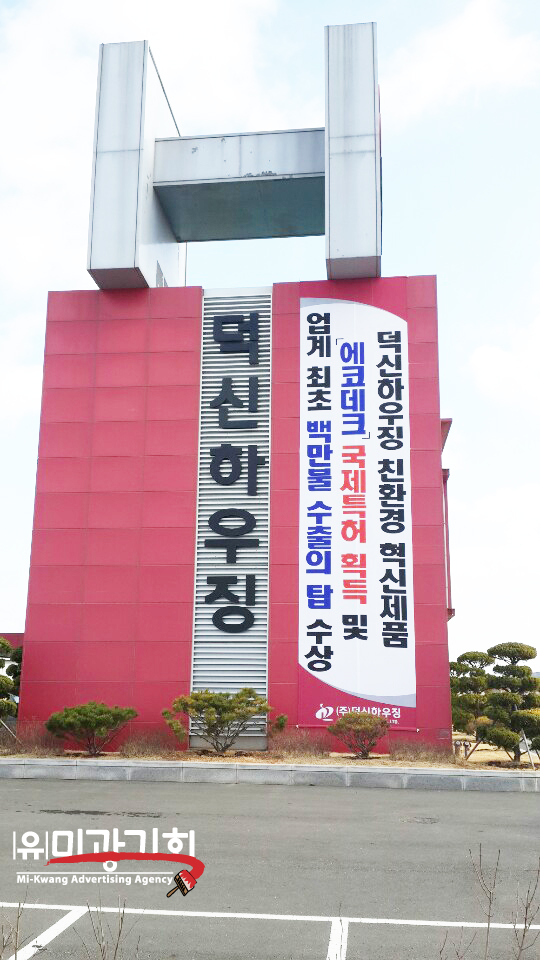 덕신하우징
덕신하우징 친환경 혁신제품
「에코데크」 국제특허 획득 및
업계 최초 백만불 수출의 탑 수상
(주)덕신하우징
|유|미광기획
Mi-Kwang Advertising Agency